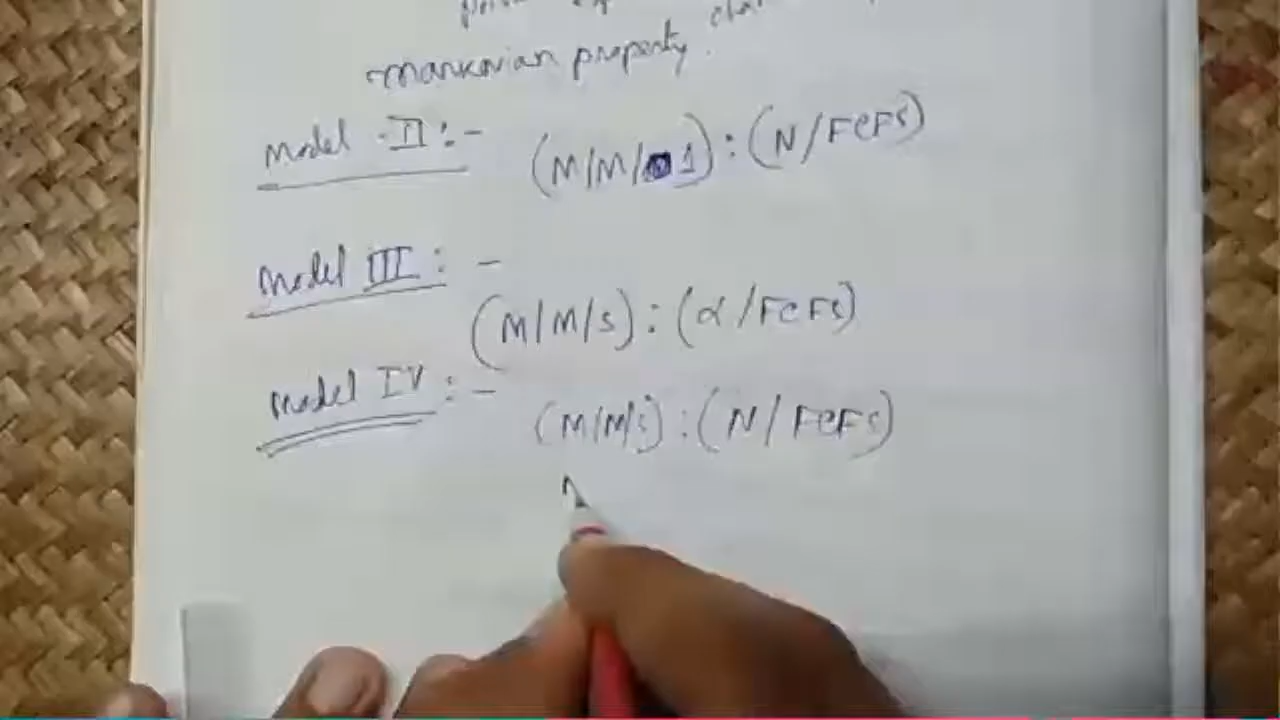 markovian property.
Model -II :- (M/M/1) : (N/FCFS)
Model III : -
(M/M/s) : (α/FCFS)
Model IV : - (M/M/s) : (N/FCFS)